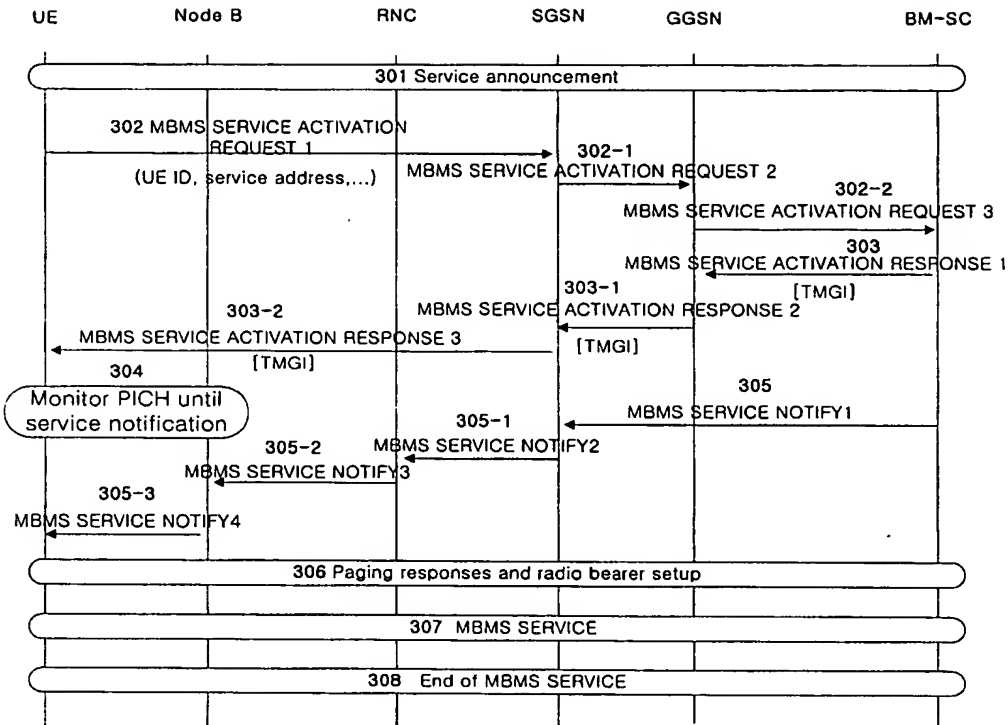 UE Node B RNC SGSN GGSN BM-SC
301 Service announcement
302 MBMS SERVICE ACTIVATION
REQUEST 1
(UE ID, service address,...)
302-1
MBMS SERVICE ACTIVATION REQUEST 2
302-2
MBMS SERVICE ACTIVATION REQUEST 3
303
MBMS SERVICE ACTIVATION RESPONSE 1
[TMGI]
303-1
MBMS SERVICE ACTIVATION RESPONSE 2
[TMGI]
303-2
MBMS SERVICE ACTIVATION RESPONSE 3
[TMGI]
304
Monitor PICH until
service notification
305
MBMS SERVICE NOTIFY1
305-1
MBMS SERVICE NOTIFY2
305-2
MBMS SERVICE NOTIFY3
305-3
MBMS SERVICE NOTIFY4
306 Paging responses and radio bearer setup
307 MBMS SERVICE
308 End of MBMS SERVICE